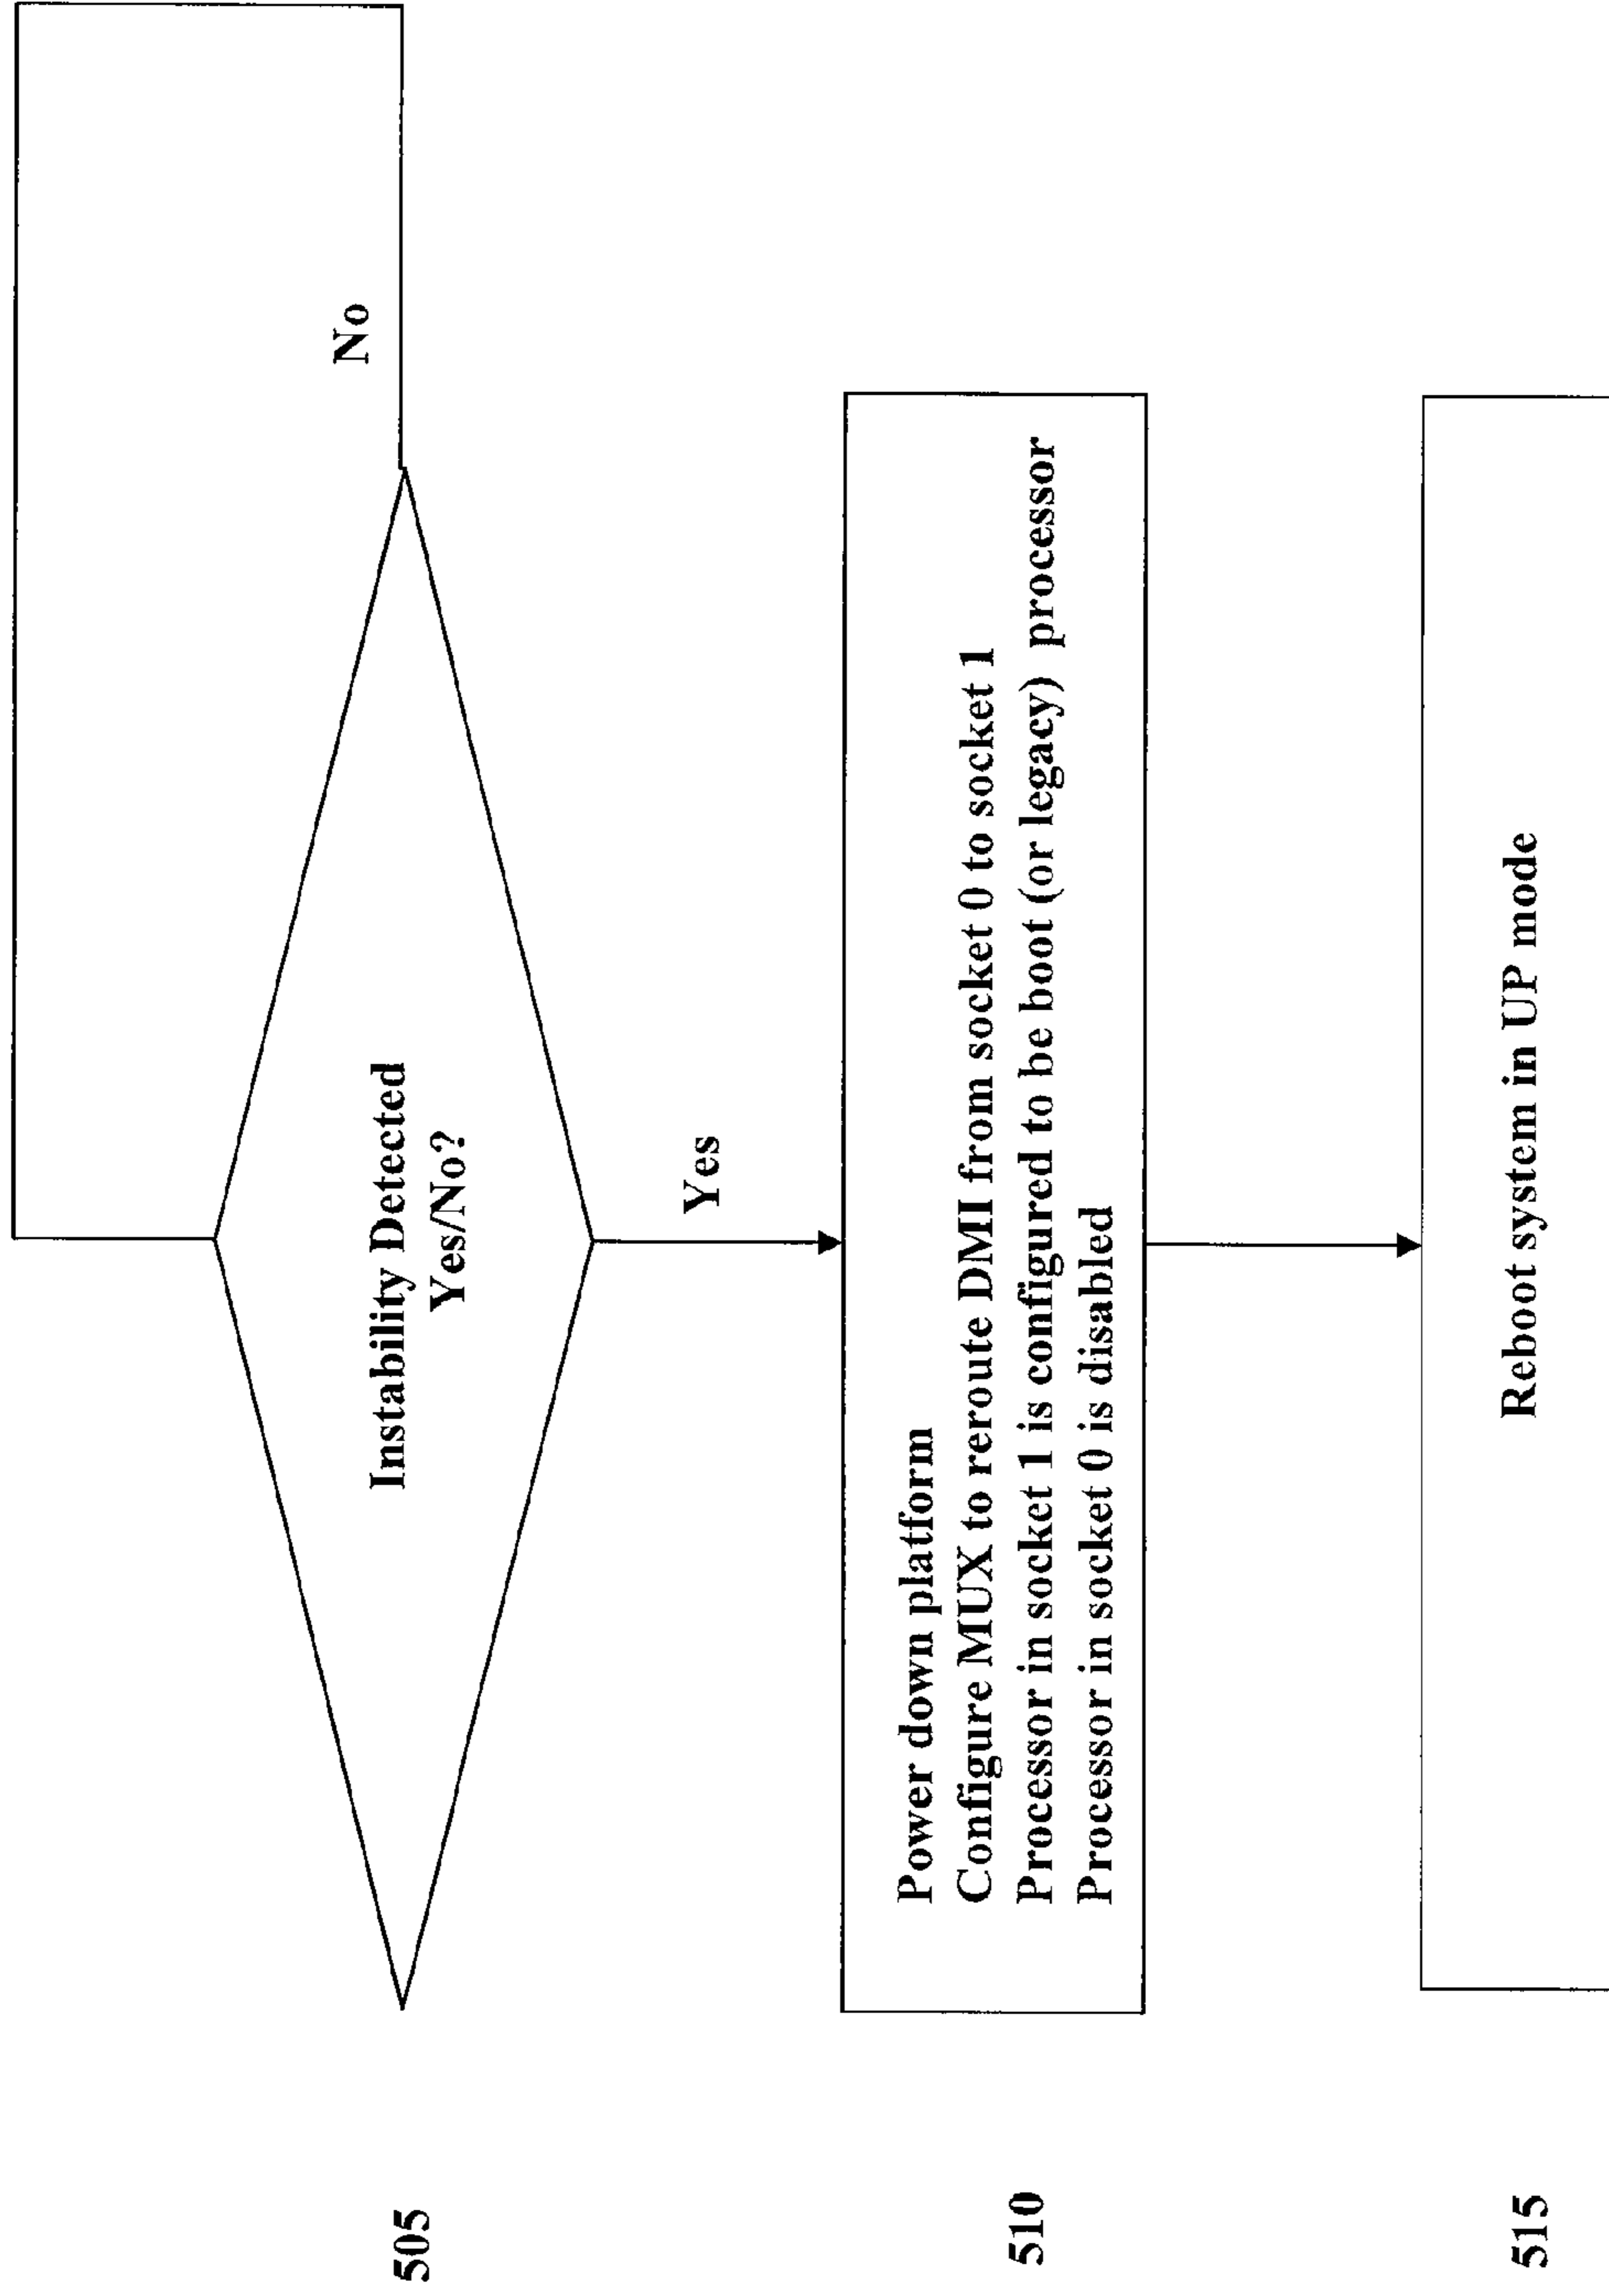 No
505
Instability Detected
Yes/No?
Yes
510
Power down platform
Configure MUX to reroute DMI from socket 0 to socket 1
Processor in socket 1 is configured to be boot (or legacy) processor
Processor in socket 0 is disabled
515
Reboot system in UP mode